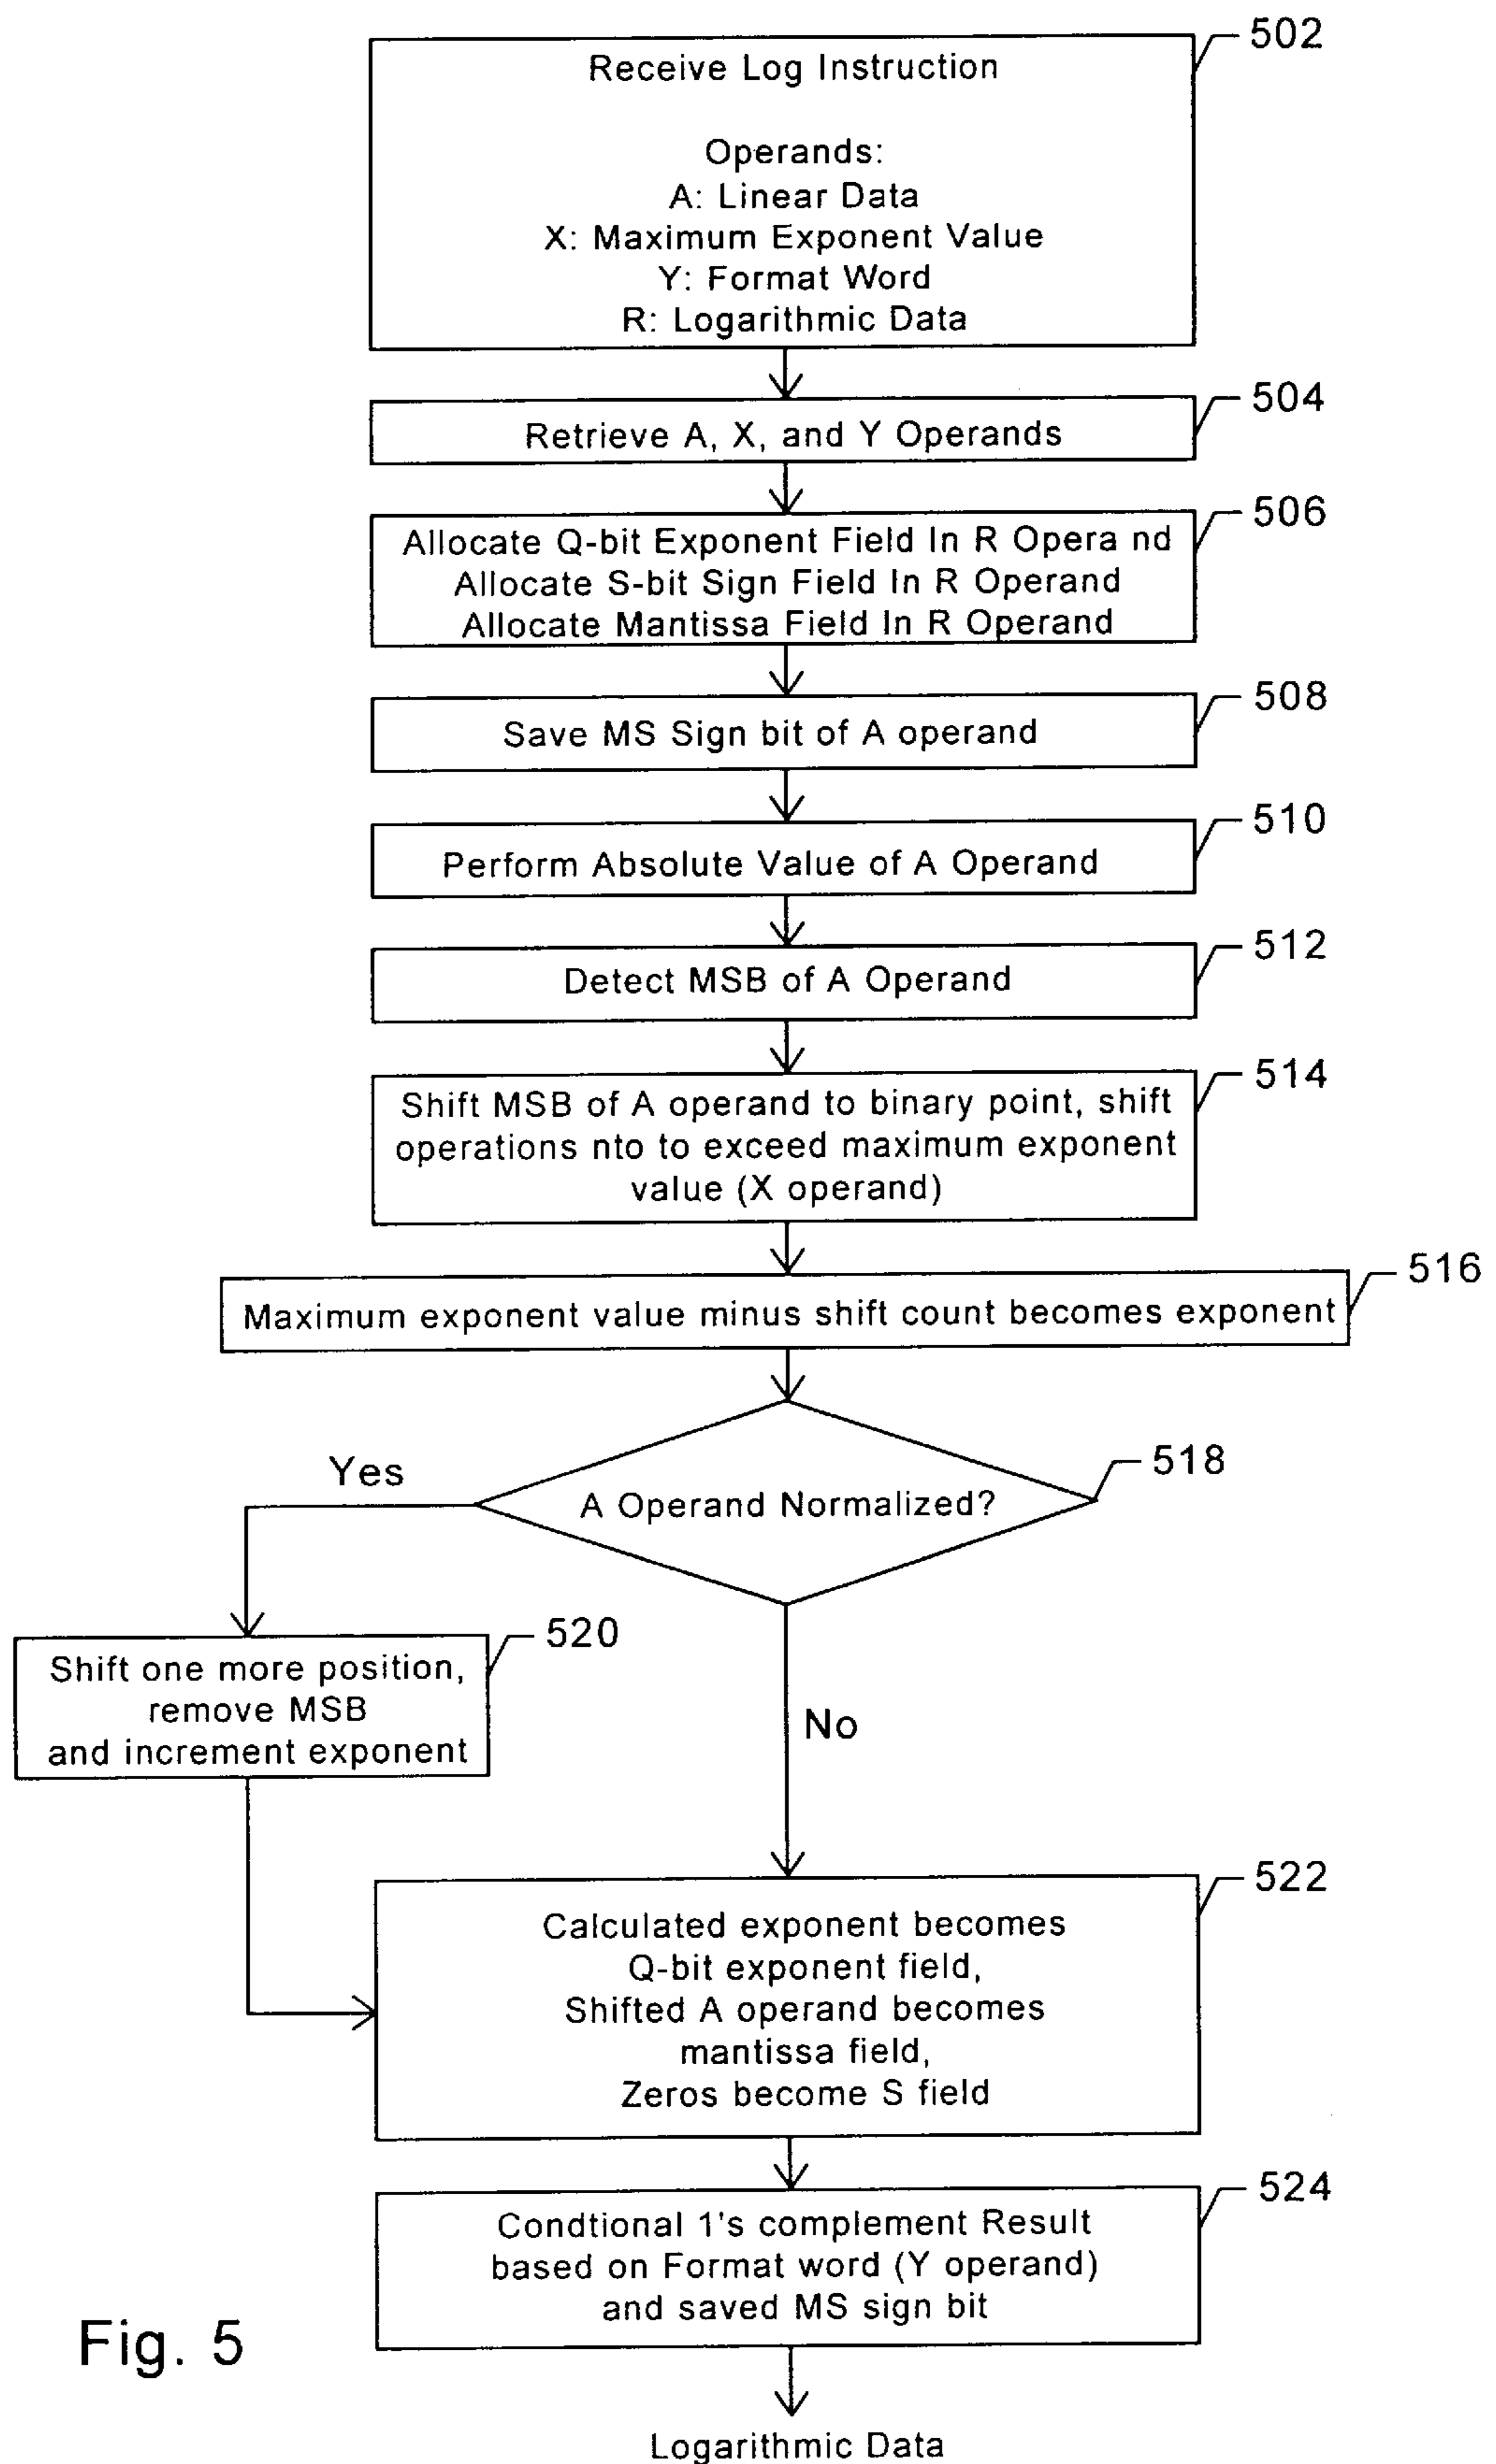 502
Receive Log Instruction
Operands:
A: Linear Data
X: Maximum Exponent Value
Y: Format Word
R: Logarithmic Data
504
Retrieve A, X, and Y Operands
506
Allocate Q-bit Exponent Field In R Opera nd
Allocate S-bit Sign Field In R Operand
Allocate Mantissa Field In R Operand
508
Save MS Sign bit of A operand
510
Perform Absolute Value of A Operand
512
Detect MSB of A Operand
514
Shift MSB of A operand to binary point, shift
operations nto to exceed maximum exponent
value (X operand)
516
Maximum exponent value minus shift count becomes exponent
518
Yes
A Operand Normalized?
520
Shift one more position,
remove MSB
and increment exponent
No
522
Calculated exponent becomes
Q-bit exponent field,
Shifted A operand becomes
mantissa field,
Zeros become S field
524
Condtional 1's complement Result
based on Format word (Y operand)
and saved MS sign bit
Fig. 5
Logarithmic Data